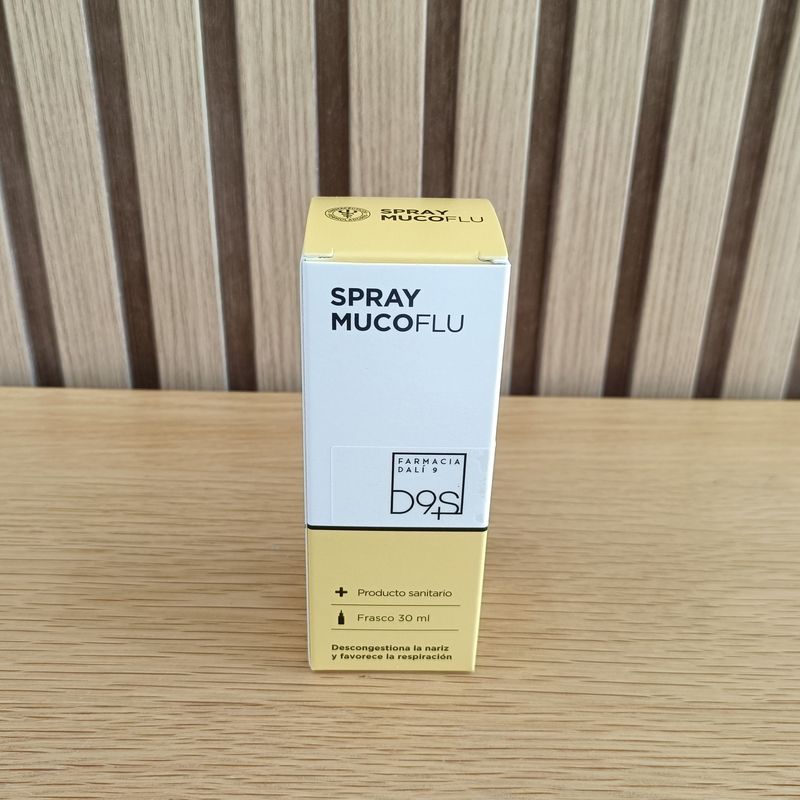 SPRAY
MUCOFLU
SPRAY
MUCOFLU
FARMACIA
DALÍ 9
D9S
Producto sanitario
Frasco 30 ml
Descongestiona la nariz
y favorece la respiración